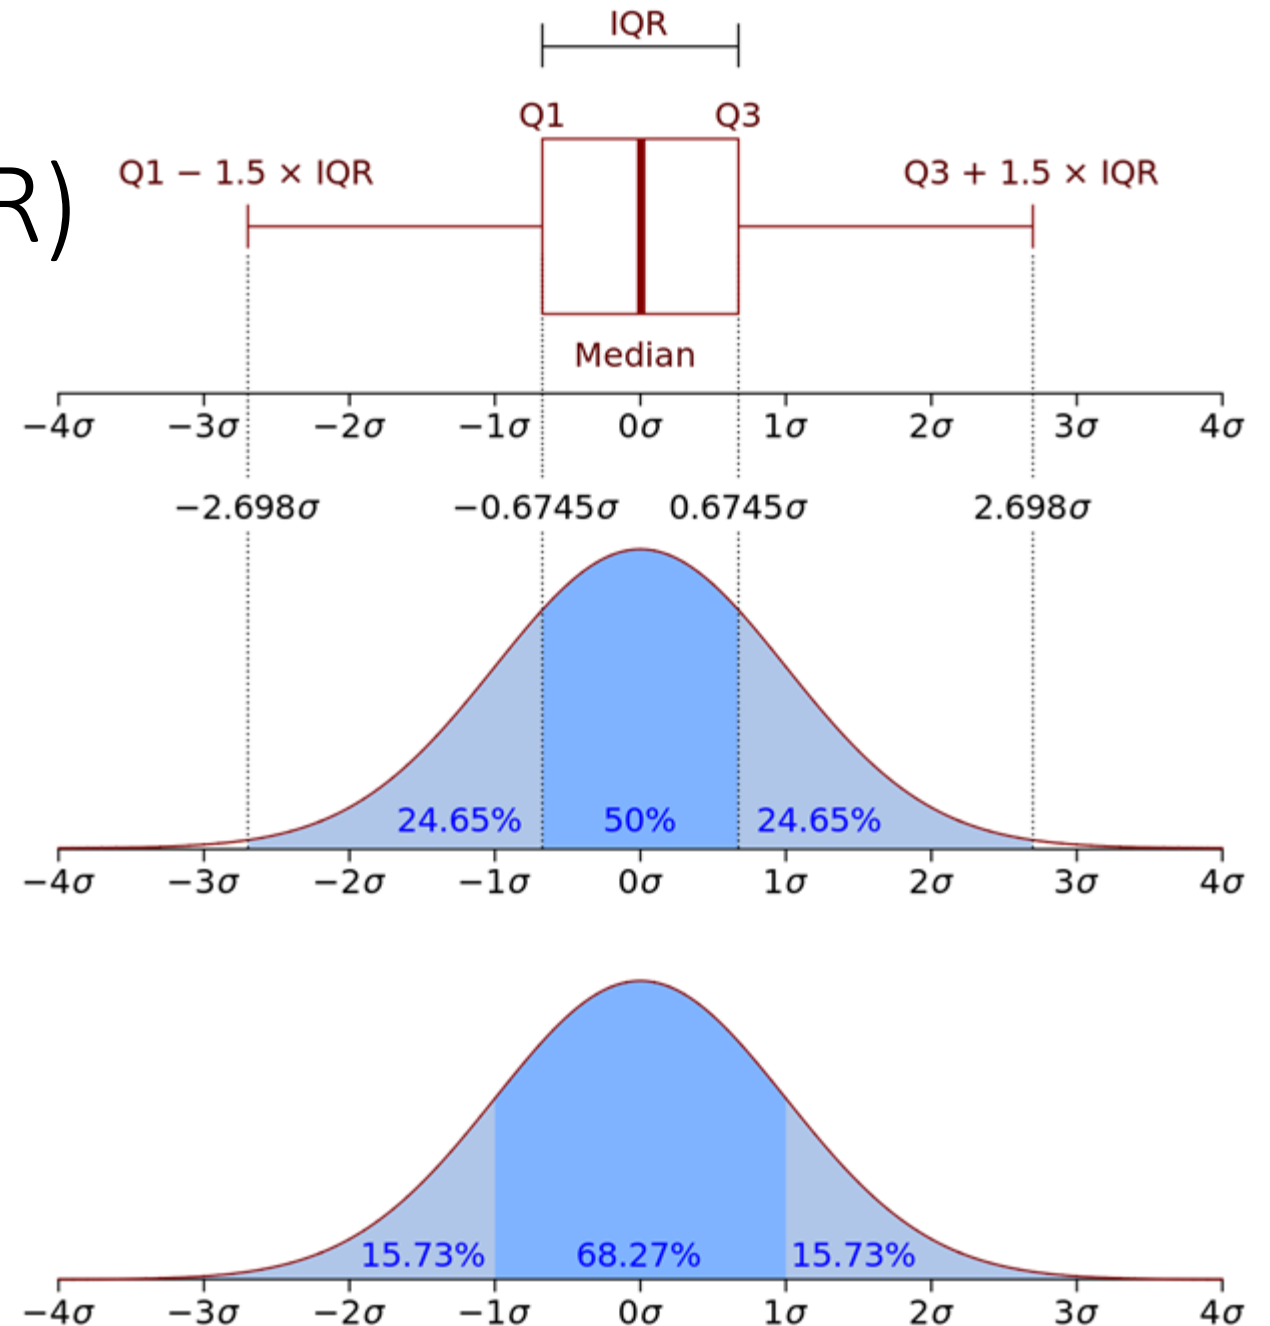 IQR
Q1 Q3
Q1 − 1.5 × IQR Q3 + 1.5 × IQR
R)
Median
−4σ −3σ −2σ −1σ 0σ 1σ 2σ 3σ 4σ
−2.698σ −0.6745σ 0.6745σ 2.698σ
24.65% 50% 24.65%
−4σ −3σ −2σ −1σ 0σ 1σ 2σ 3σ 4σ
15.73% 68.27% 15.73%
−4σ −3σ −2σ −1σ 0σ 1σ 2σ 3σ 4σ